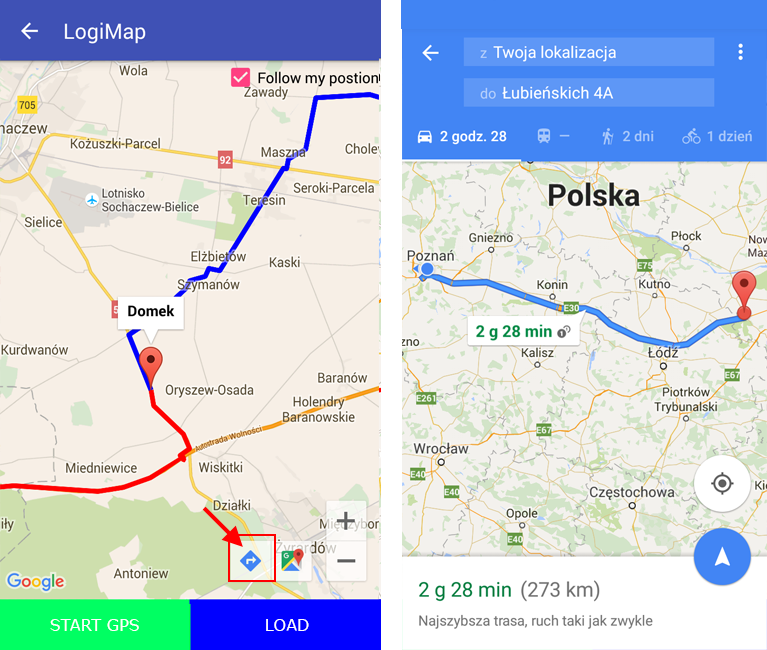 LogiMap
Follow my postion
Wola
Zawady
705
Kożuszki-Parcel
92
Maszna
Seroki-Parcela
Lotnisko
Sochaczew-Bielice
Teresin
Sielice
Elżbietów
Kaski
Szymanów
Domek
Kurdwanów
Oryszew-Osada
Baranów
Holendry
Baranowskie
Autostrada Wolności
Miedniewice
Wiskitki
Działki
Antoniew
Google
START GPS
LOAD
z Twoja lokalizacja
do Łubieńskich 4A
2 godz. 28
—
2 dni
1 dzień
Polska
Poznań
Gniezno
Płock
E75
Konin
Kutno
E30
2 g 28 min
Kalisz
Łódź
E67
E261
Piotrków
Trybunalski
E67
Wrocław
E40
E40
Częstochowa
Opole
E40
2 g 28 min (273 km)
Najszybsza trasa, ruch taki jak zwykle